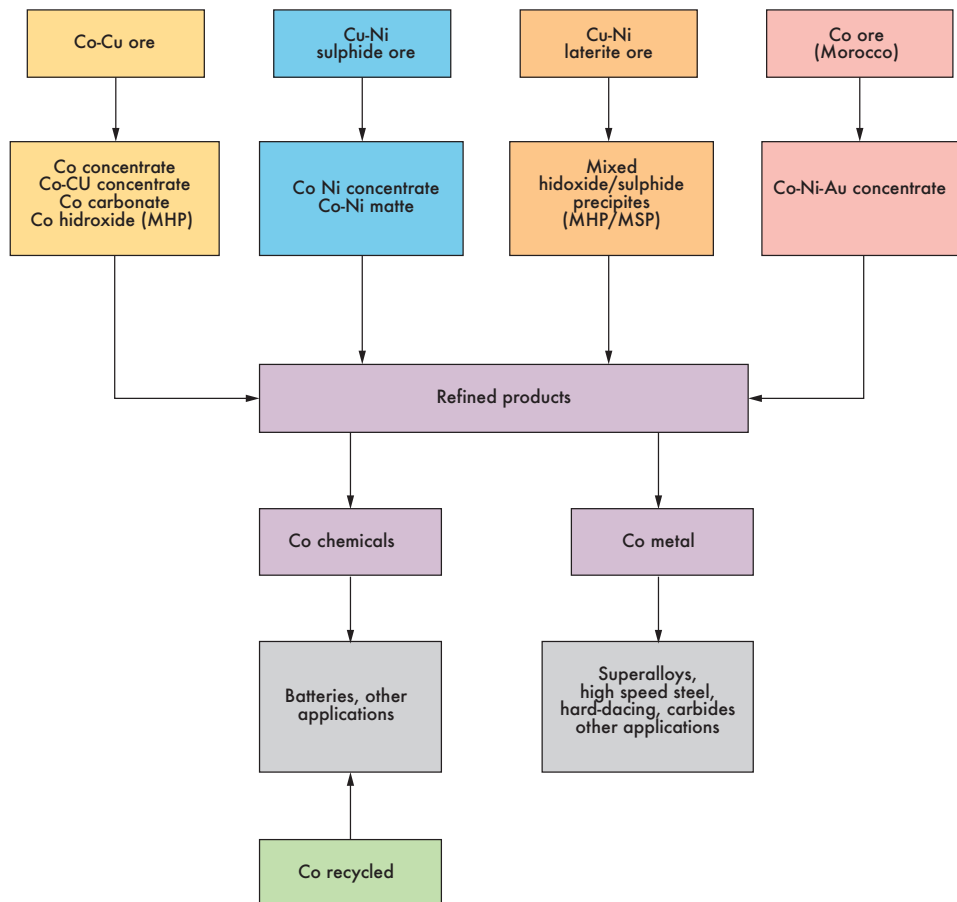 Co-Cu ore
Cu-Ni
sulphide ore
Cu-Ni
laterite ore
Co ore
(Morocco)
Co concentrate
Co-CU concentrate
Co carbonate
Co hidroxide (MHP)
Co Ni concentrate
Co-Ni matte
Mixed
hidoxide/sulphide
precipites
(MHP/MSP)
Co-Ni-Au concentrate
Refined products
Co chemicals
Co metal
Batteries, other
applications
Superalloys,
high speed steel,
hard-dacing, carbides
other applications
Co recycled